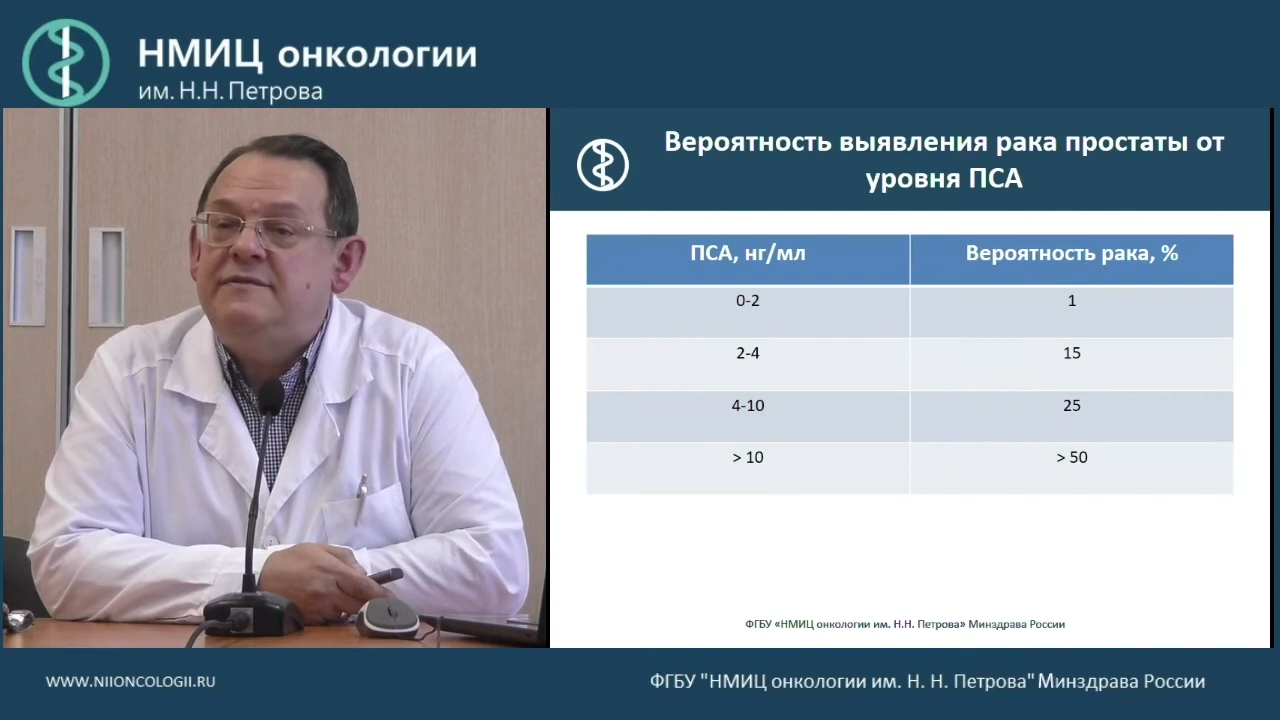 НМИЦ онкологии
им. Н.Н. Петрова
Вероятность выявления рака простаты от
уровня ПСА
ПСА, нг/мл
Вероятность рака, %
0-2
1
2-4
15
4-10
25
> 10
> 50
ФГБУ «НМИЦ онкологии им. Н.Н. Петрова» Минздрава России
WWW.NIIONCOLOGII.RU
ФГБУ "НМИЦ онкологии им. Н. Н. Петрова" Минздрава России